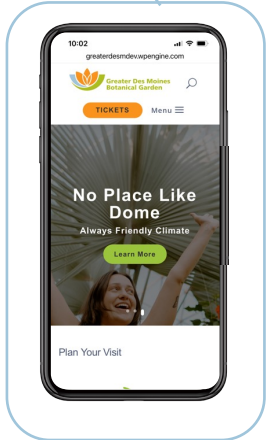 10:02
greaterdesmdev.wpengine.com
Greater Des Moines
Botanical Garden
TICKETS
Menu
No Place Like
Dome
Always Friendly Climate
Learn More
Plan Your Visit